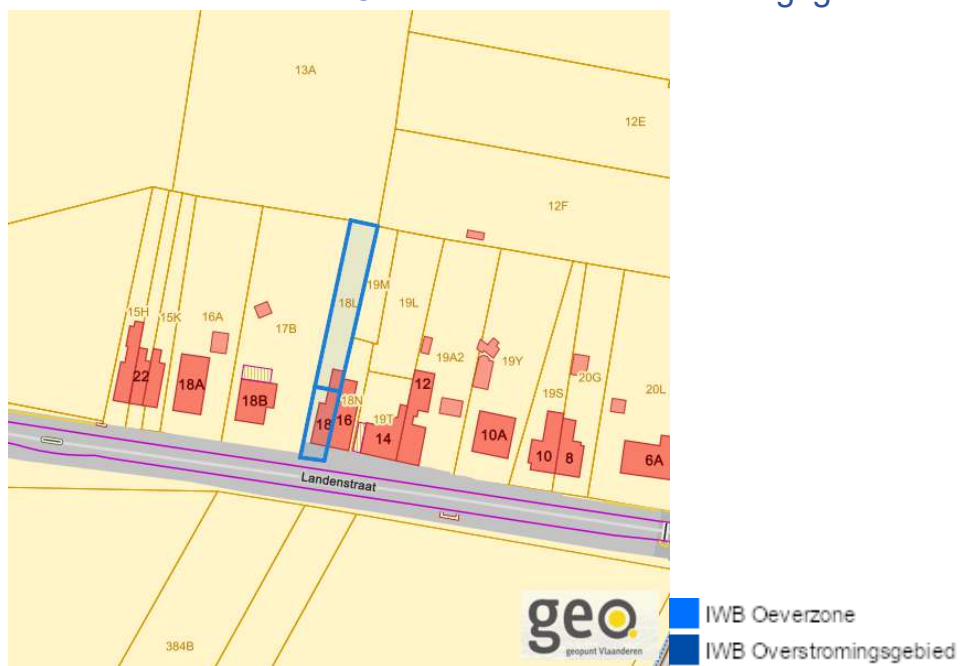 13A
12E
12F
19M
18L
19L
15H
15K
16A
17B
19A2
19Y
20G
19S
20L
22
18A
18B
12
18N
18
16
19T
14
10A
10
8
6A
Landenstraat
384B
geo.
geopunt Vlaanderen
IWB Oeverzone
IWB Overstromingsgebied